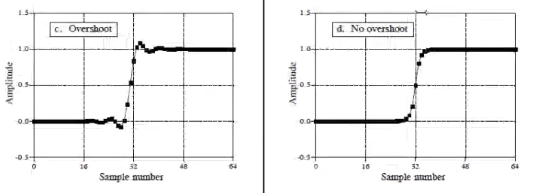 1.5
c. Overshoot
1.0
0.5
0.0
-0.5
0 16 32 48 64
Sample number
Amplitude
1.5
d. No overshoot
1.0
0.5
0.0
-0.5
0 16 32 48 64
Sample number
Amplitude